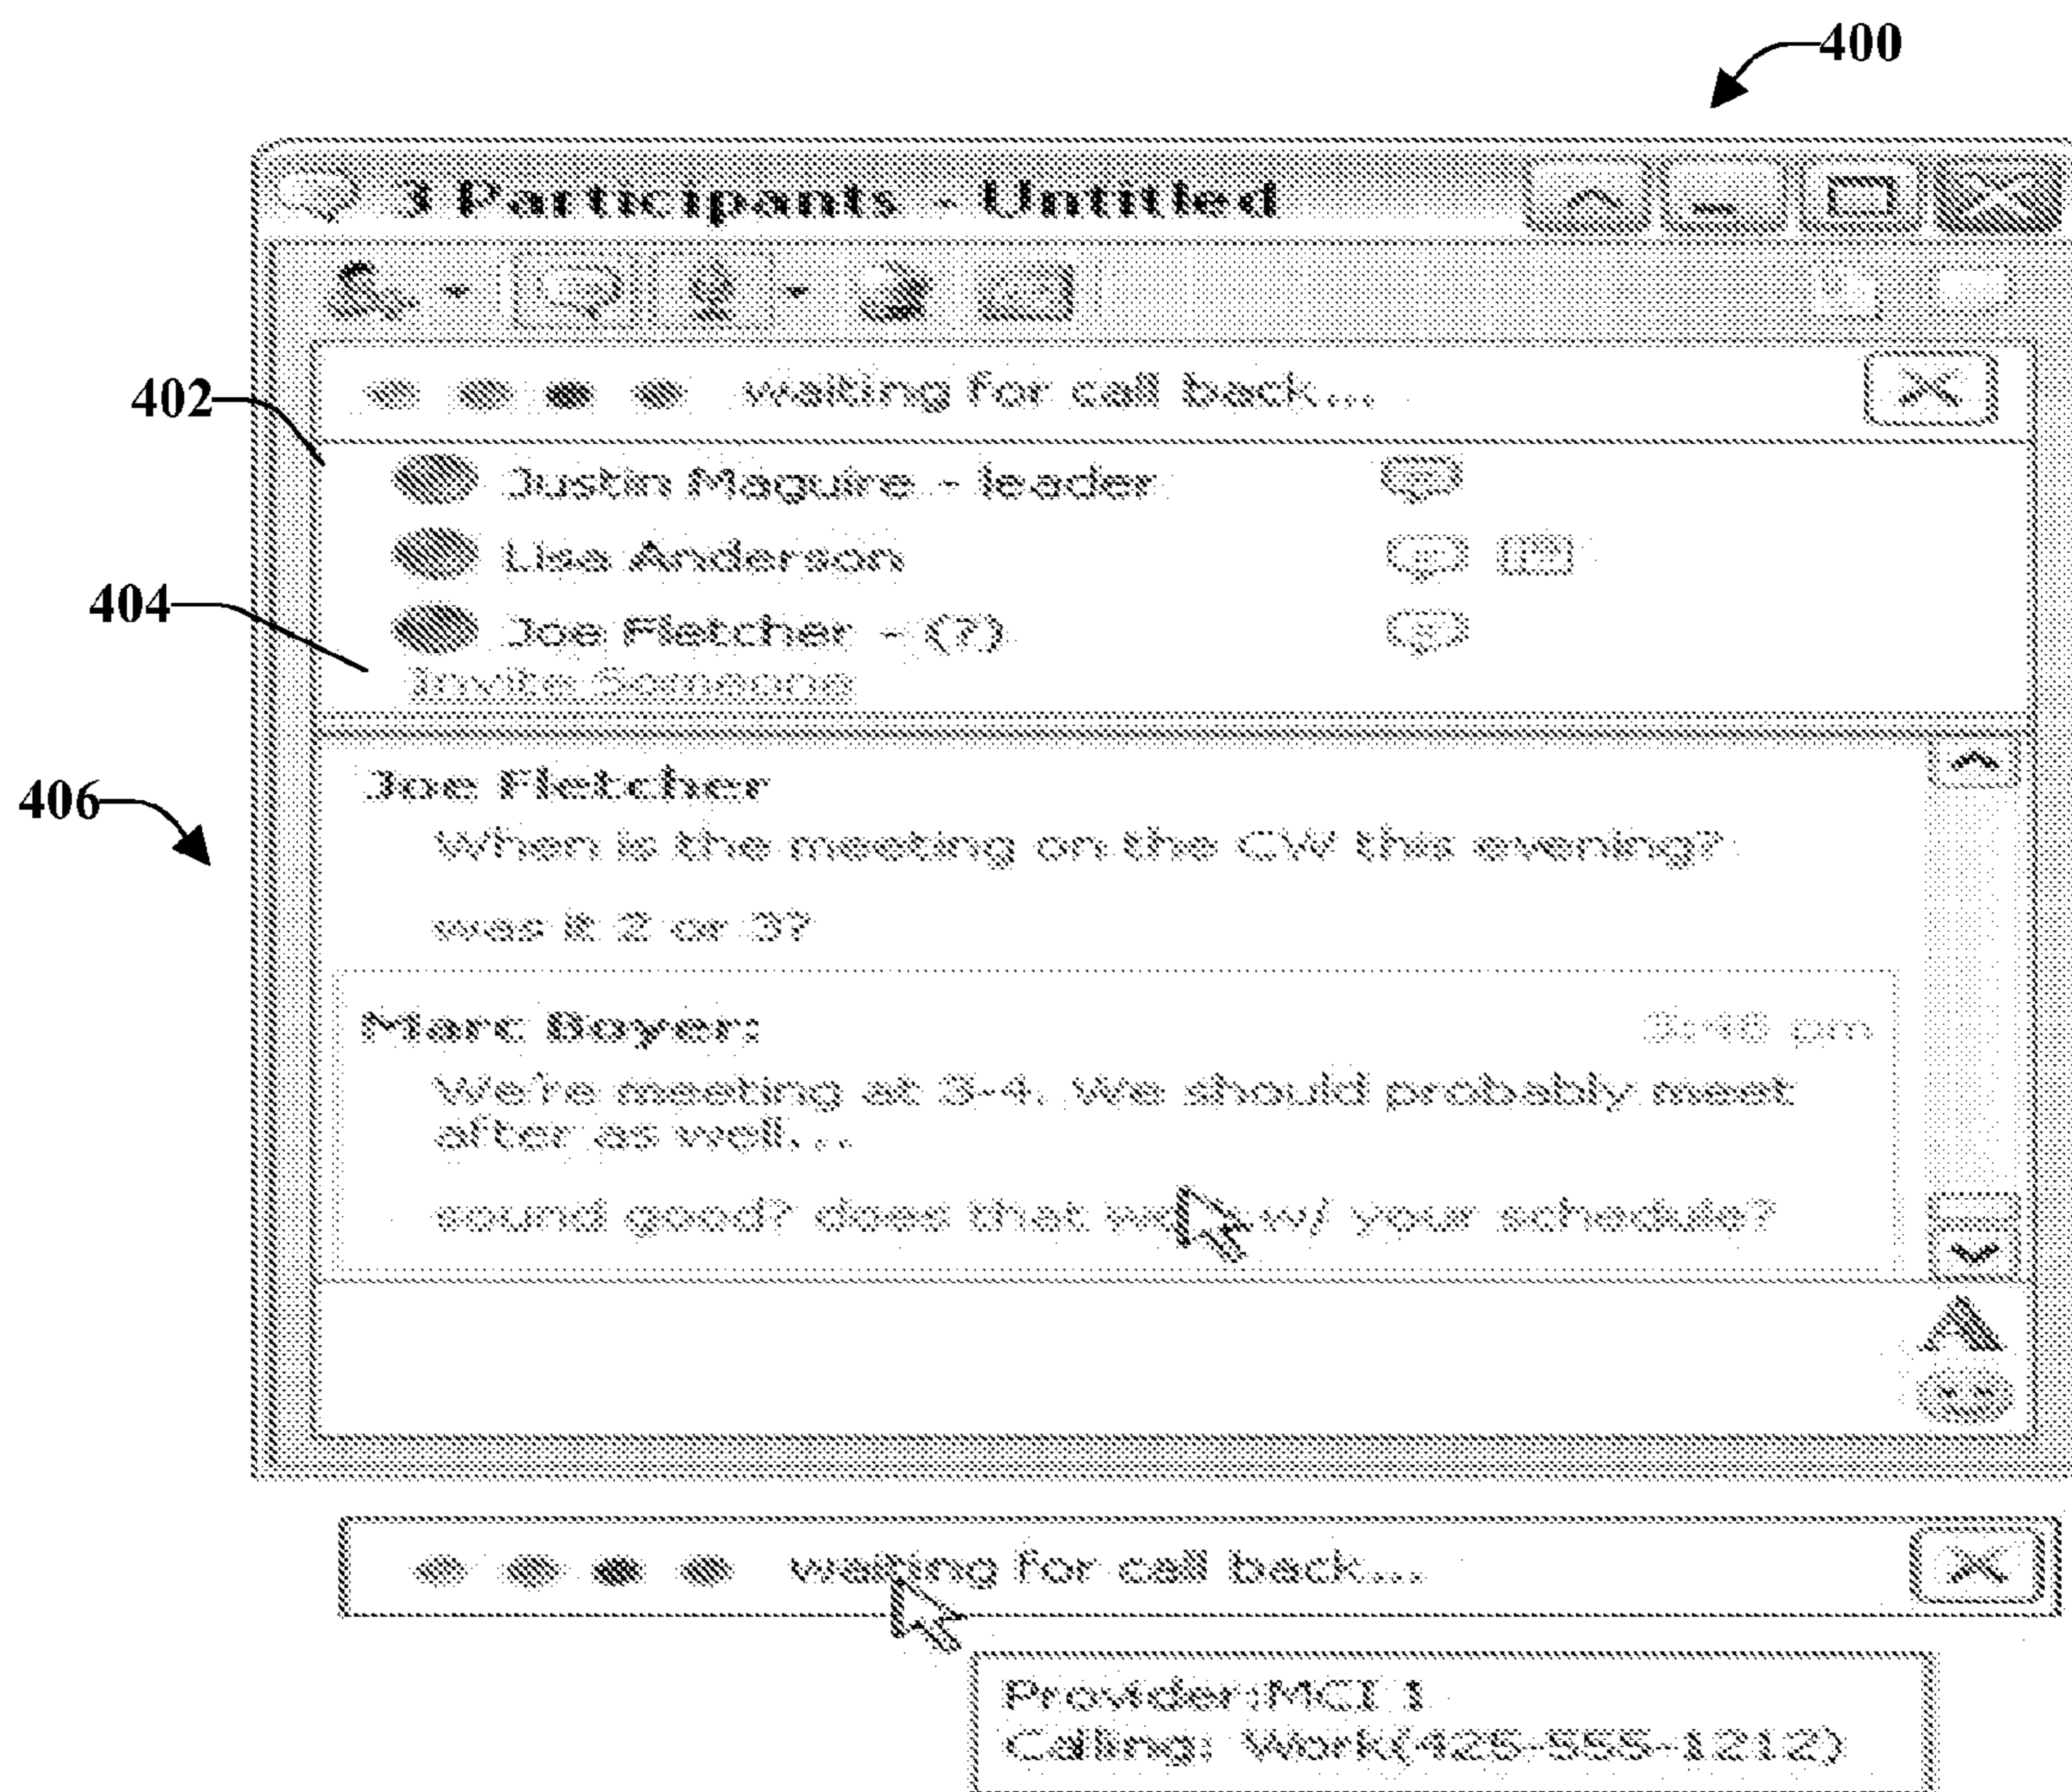 400
3 Participants - Untitled
waiting for call back...
402
Justin Maguire - leader
Lisa Anderson
404
Joe Fletcher - (7)
Invite Someone
406
Joe Fletcher
When is the meeting on the CW this evening?
was it 2 or 3?
Marc Boyer: 3:48 pm
We're meeting at 3-4. We should probably meet
after as well...
sound good? does that w/ your schedule?
A
waiting for call back...
Provider:MCI 1
Calling: Work(425-555-1212)